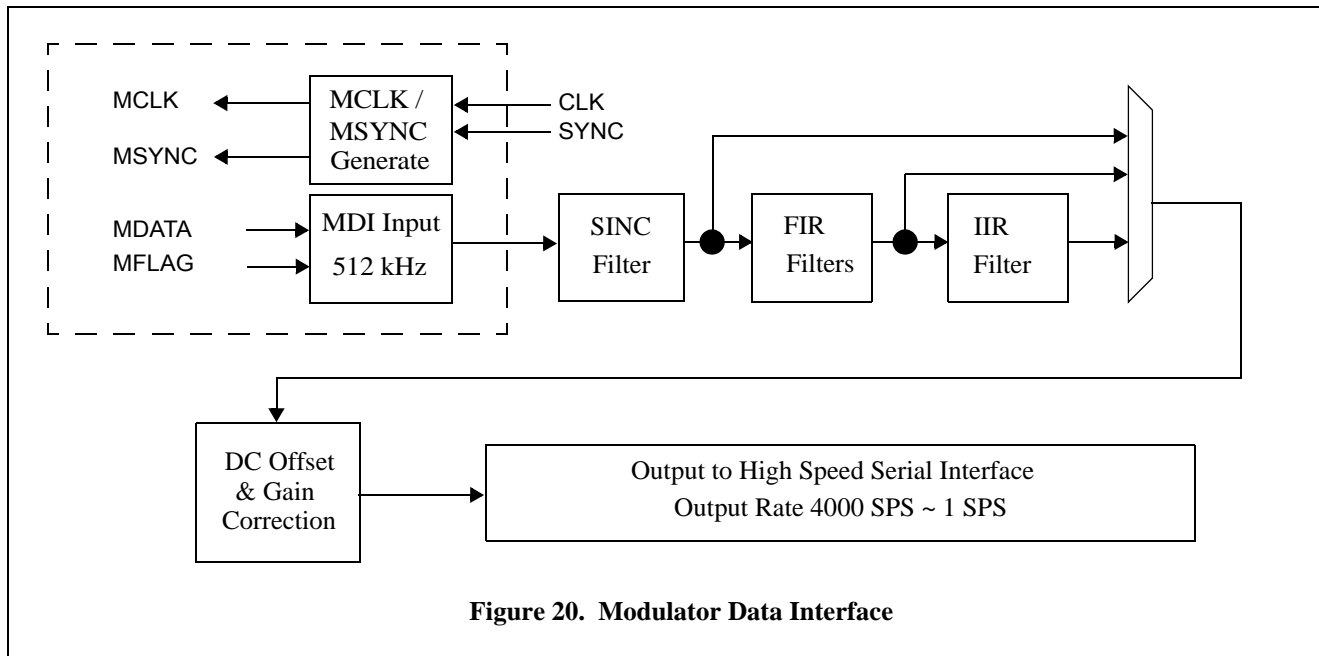 MCLK
MSYNC
MCLK /
MSYNC
Generate
CLK
SYNC
MDATA
MFLAG
MDI Input
512 kHz
SINC
Filter
FIR
Filters
IIR
Filter
DC Offset
& Gain
Correction
Output to High Speed Serial Interface
Output Rate 4000 SPS ~ 1 SPS
Figure 20. Modulator Data Interface